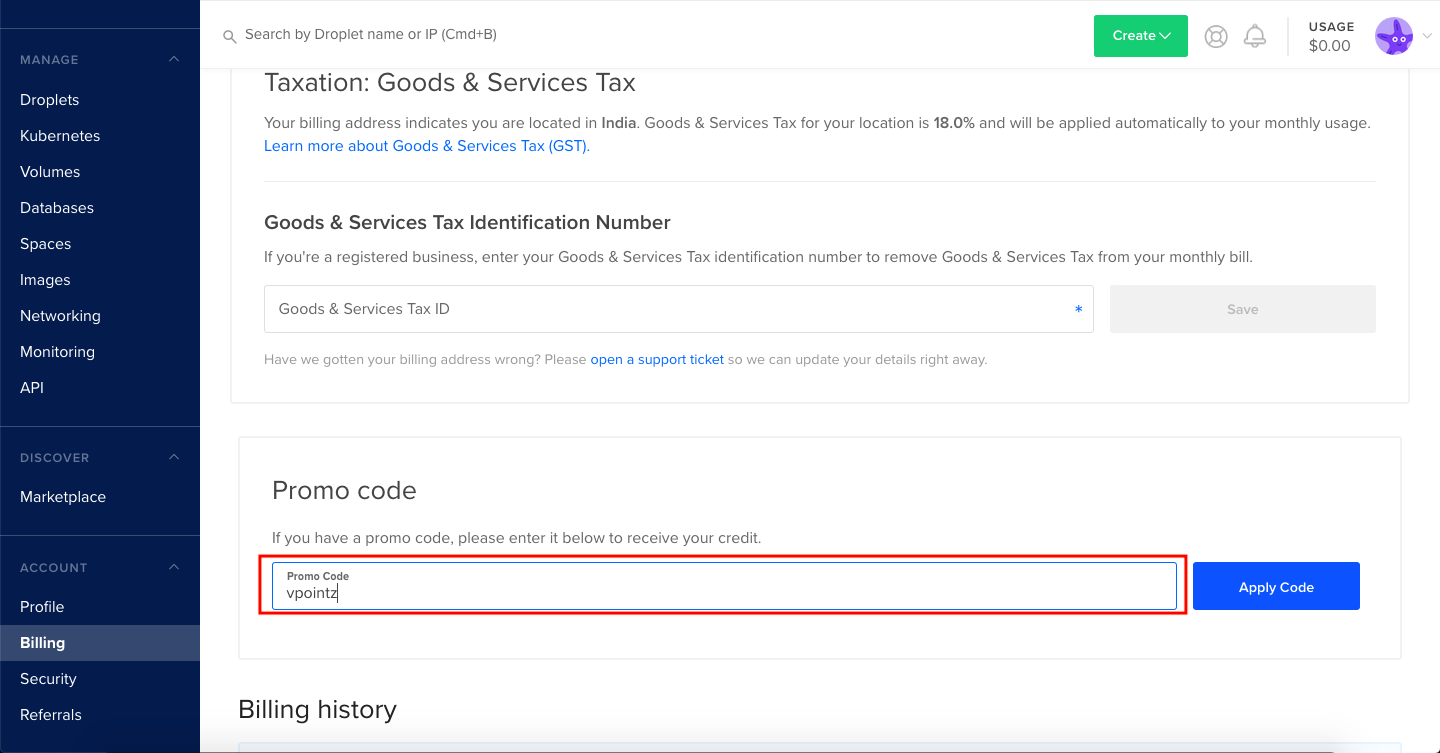 Search by Droplet name or IP (Cmd+B)
Create
USAGE
$0.00
MANAGE
Droplets
Kubernetes
Volumes
Databases
Spaces
Images
Networking
Monitoring
API
DISCOVER
Marketplace
ACCOUNT
Profile
Billing
Security
Referrals
Taxation: Goods & Services Tax
Your billing address indicates you are located in India. Goods & Services Tax for your location is 18.0% and will be applied automatically to your monthly usage.
Learn more about Goods & Services Tax (GST).
Goods & Services Tax Identification Number
If you're a registered business, enter your Goods & Services Tax identification number to remove Goods & Services Tax from your monthly bill.
Goods & Services Tax ID *
Save
Have we gotten your billing address wrong? Please open a support ticket so we can update your details right away.
Promo code
If you have a promo code, please enter it below to receive your credit.
Promo Code
vpointz
Apply Code
Billing history